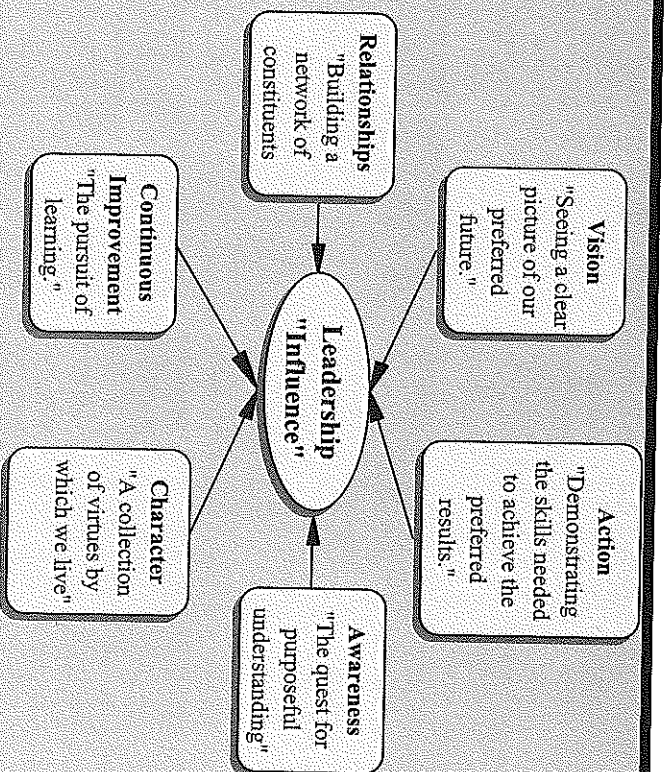 Vision
"Seeing a clear
picture of our
preferred
future."
Action
"Demonstrating
the skills needed
to achieve the
preferred
results."
Relationships
"Building a
network of
constituents
Leadership
"Influence"
Awareness
"The quest for
purposeful
understanding"
Continuous
Improvement
"The pursuit of
learning."
Character
"A collection
of virtues by
which we live"